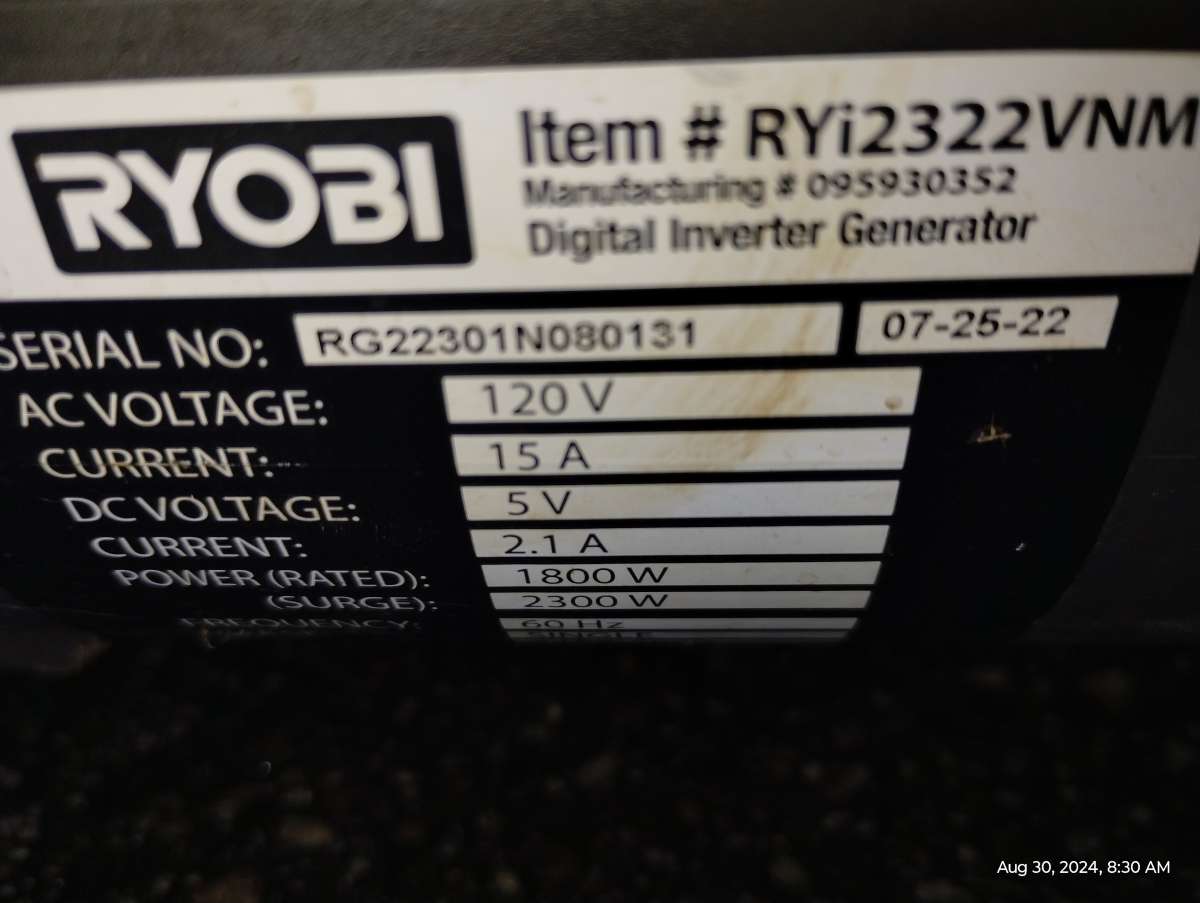 RYOBI
Item # RYi2322VNM
Manufacturing # 095930352
Digital Inverter Generator
SERIAL NO: RG22301N080131 07-25-22
AC VOLTAGE: 120 V
CURRENT: 15 A
DC VOLTAGE: 5 V
CURRENT: 2.1 A
POWER (RATED): 1800 W
(SURGE): 2300 W
FREQUENCY: 60 Hz
SINGLE
Aug 30, 2024, 8:30 AM